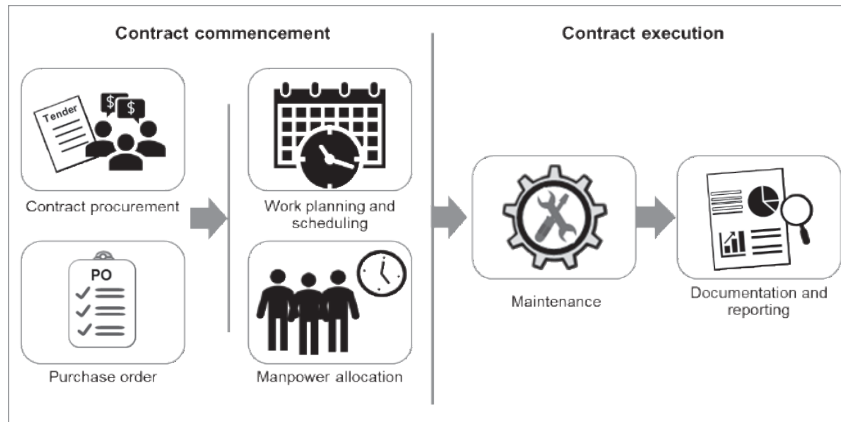 Contract commencement
Contract execution
Tender
$ $
Contract procurement
Work planning and
scheduling
PO
Purchase order
Manpower allocation
Maintenance
Documentation and
reporting